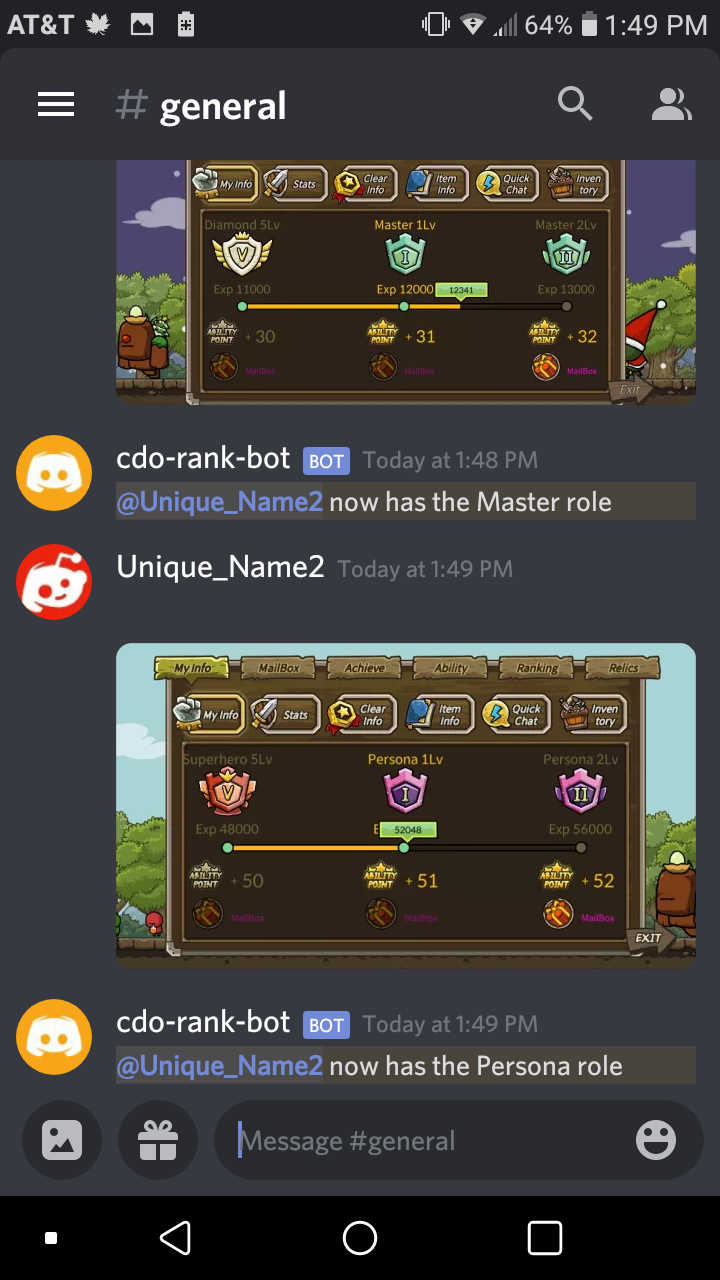 AT&T 64% 1:49 PM
# general
My Info Stats Clear Info Item Info Quick Chat Inven tory
Diamond 5Lv Master 1Lv Master 2Lv
V I II
Exp 11000 Exp 12000 12341 Exp 13000
ABILITY POINT + 30 ABILITY POINT + 31 ABILITY POINT + 32
MailBox MailBox MailBox
Exit
cdo-rank-bot BOT Today at 1:48 PM
@Unique_Name2 now has the Master role
Unique_Name2 Today at 1:49 PM
My Info MailBox Achieve Ability Ranking Relics
My Info Stats Clear Info Item Info Quick Chat Inven tory
Superhero 5Lv Persona 1Lv Persona 2Lv
V I II
Exp 48000 E 52048 Exp 56000
ABILITY POINT + 50 ABILITY POINT + 51 ABILITY POINT + 52
MailBox MailBox MailBox
EXIT
cdo-rank-bot BOT Today at 1:49 PM
@Unique_Name2 now has the Persona role
Message #general